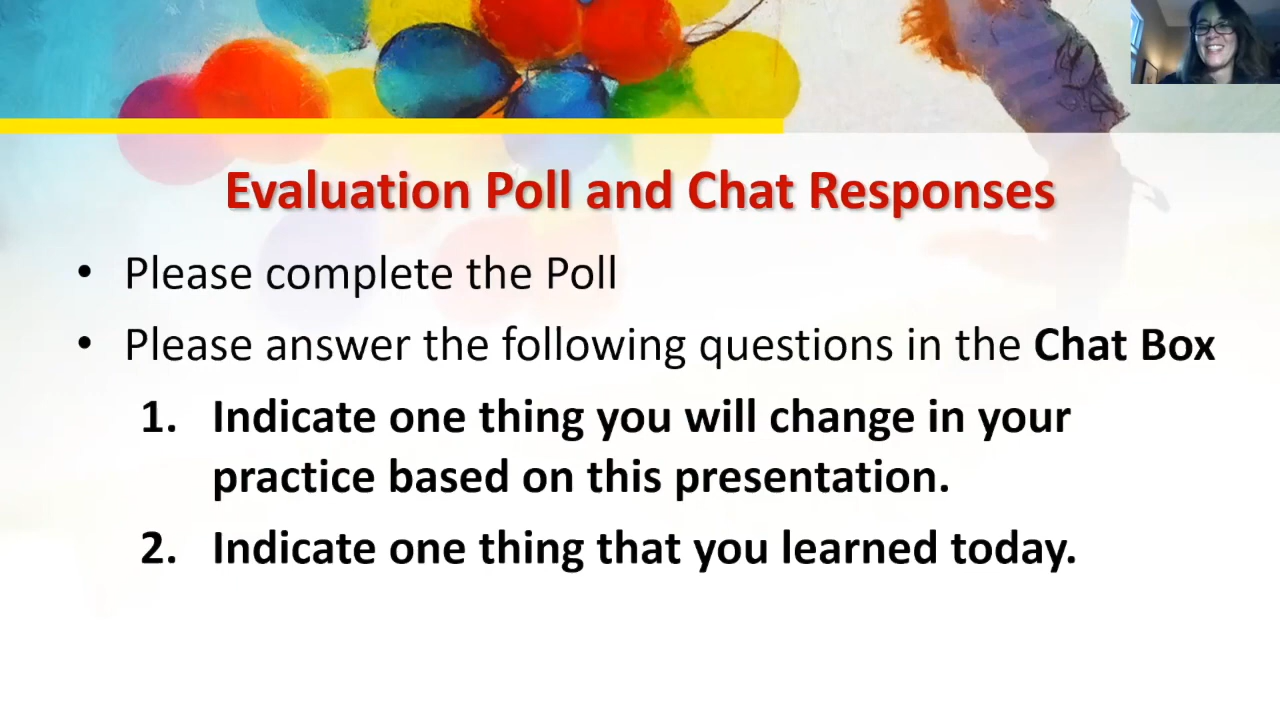 Evaluation Poll and Chat Responses
• Please complete the Poll
• Please answer the following questions in the Chat Box
1. Indicate one thing you will change in your
practice based on this presentation.
2. Indicate one thing that you learned today.